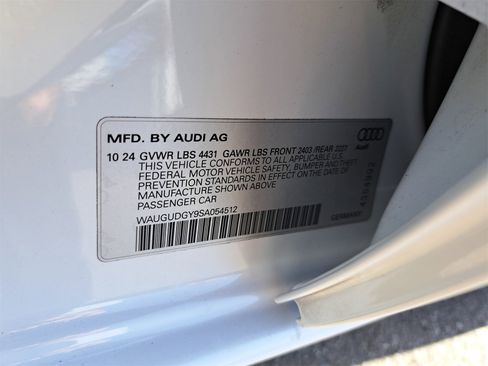 MFD. BY AUDI AG
10 24 GVWR LBS 4431 GAWR LBS FRONT 2403 /REAR 2227
THIS VEHICLE CONFORMS TO ALL APPLICABLE U.S.
FEDERAL MOTOR VEHICLE SAFETY, BUMPER AND THEFT
PREVENTION STANDARDS IN EFFECT ON THE DATE OF
MANUFACTURE SHOWN ABOVE
PASSENGER CAR
WAUGUDGY9SA054512
Audi
GERMANY